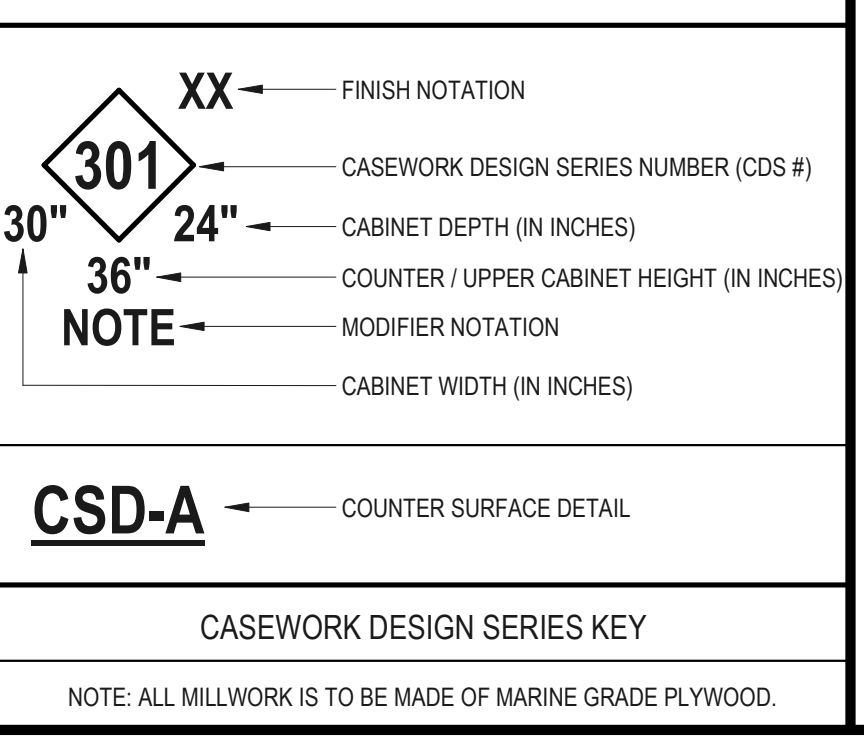 XX FINISH NOTATION
301 CASEWORK DESIGN SERIES NUMBER (CDS #)
30" 24" CABINET DEPTH (IN INCHES)
36" COUNTER / UPPER CABINET HEIGHT (IN INCHES)
NOTE MODIFIER NOTATION
CABINET WIDTH (IN INCHES)
CSD-A COUNTER SURFACE DETAIL
CASEWORK DESIGN SERIES KEY
NOTE: ALL MILLWORK IS TO BE MADE OF MARINE GRADE PLYWOOD.